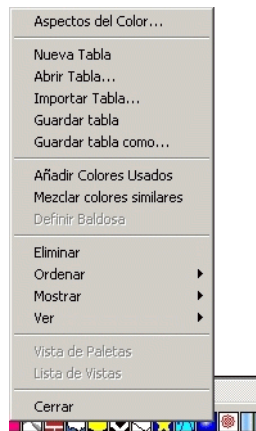 Aspectos del Color...
Nueva Tabla
Abrir Tabla...
Importar Tabla...
Guardar tabla
Guardar tabla como...
Añadir Colores Usados
Mezclar colores similares
Definir Baldosa
Eliminar
Ordenar
Mostrar
Ver
Vista de Paletas
Lista de Vistas
Cerrar